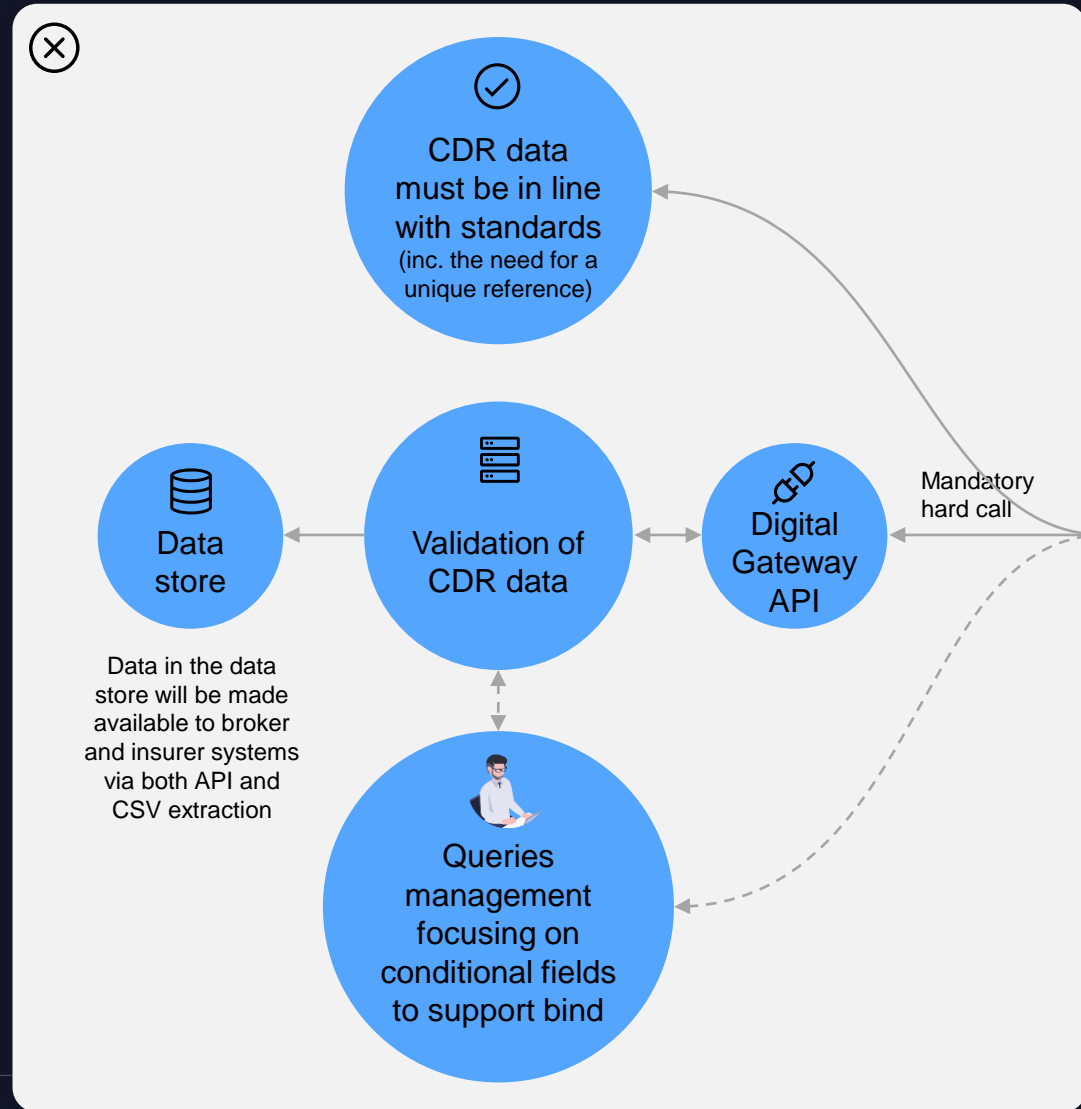 CDR data
must be in line
with standards
(inc. the need for a
unique reference)
Mandatory
hard call
Data
store
Validation of
CDR data
Digital
Gateway
API
Data in the data
store will be made
available to broker
and insurer systems
via both API and
CSV extraction
Queries
management
focusing on
conditional fields
to support bind